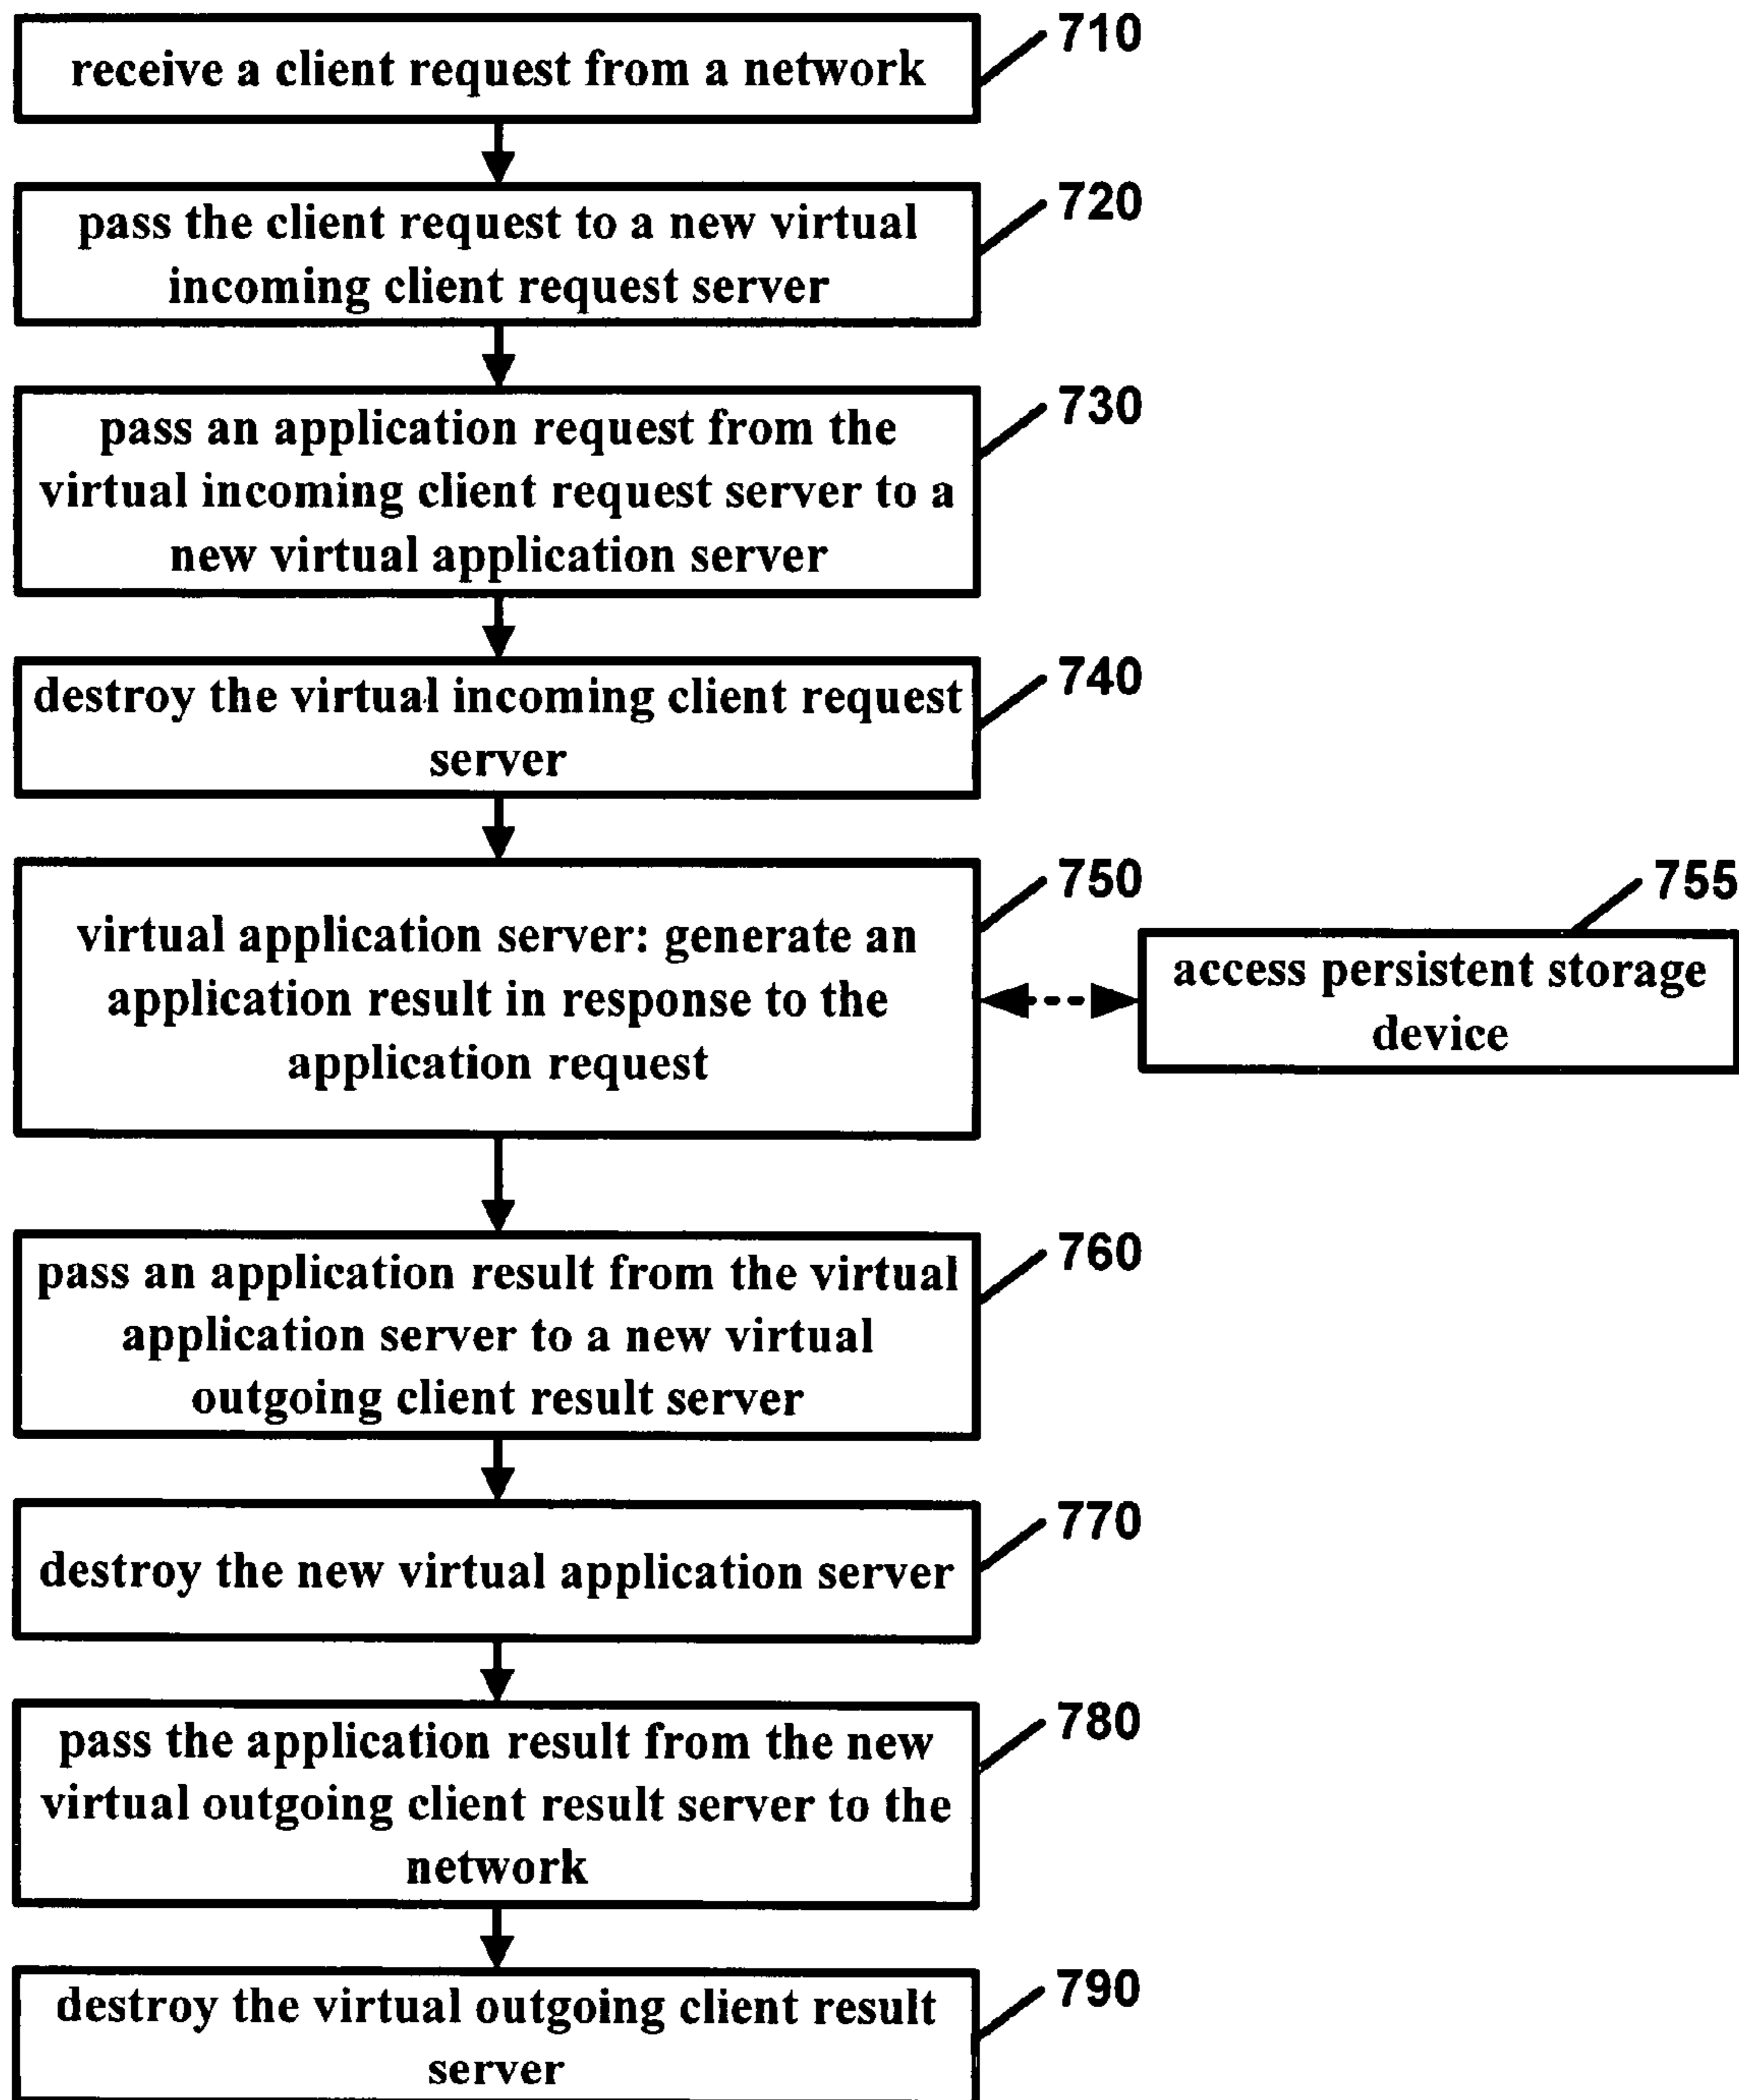 receive a client request from a network
710
pass the client request to a new virtual
incoming client request server
720
pass an application request from the
virtual incoming client request server to a
new virtual application server
730
destroy the virtual incoming client request
server
740
virtual application server: generate an
application result in response to the
application request
750
access persistent storage
device
755
pass an application result from the virtual
application server to a new virtual
outgoing client result server
760
destroy the new virtual application server
770
pass the application result from the new
virtual outgoing client result server to the
network
780
destroy the virtual outgoing client result
server
790